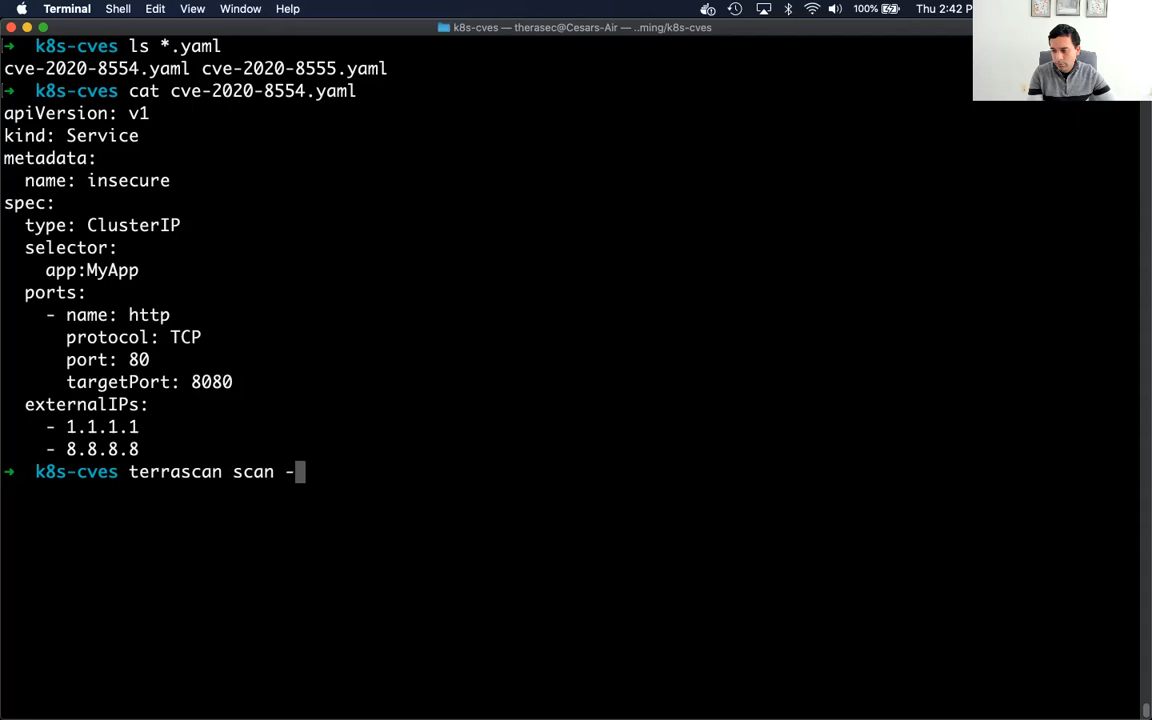 Terminal Shell Edit View Window Help 100% Thu 2:42 P
k8s-cves — therasec@Cesars-Air — ..ming/k8s-cves
➜ k8s-cves ls *.yaml
cve-2020-8554.yaml cve-2020-8555.yaml
➜ k8s-cves cat cve-2020-8554.yaml
apiVersion: v1
kind: Service
metadata:
  name: insecure
spec:
  type: ClusterIP
  selector:
    app:MyApp
  ports:
    - name: http
      protocol: TCP
      port: 80
      targetPort: 8080
  externalIPs:
    - 1.1.1.1
    - 8.8.8.8
➜ k8s-cves terrascan scan -